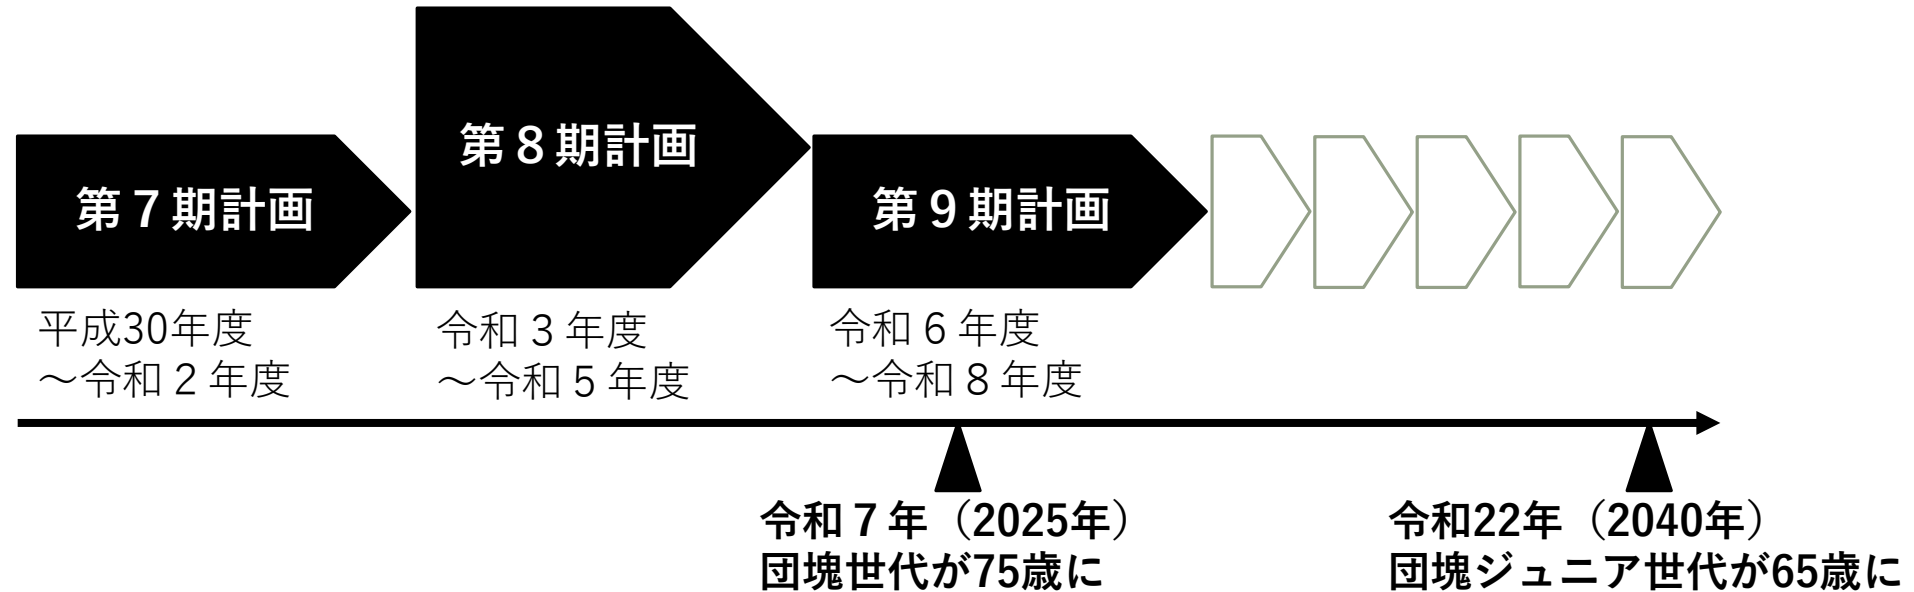 第７期計画
第８期計画
第９期計画
平成30年度
～令和２年度
令和３年度
～令和５年度
令和６年度
～令和８年度
令和７年（2025年）
団塊世代が75歳に
令和22年（2040年）
団塊ジュニア世代が65歳に